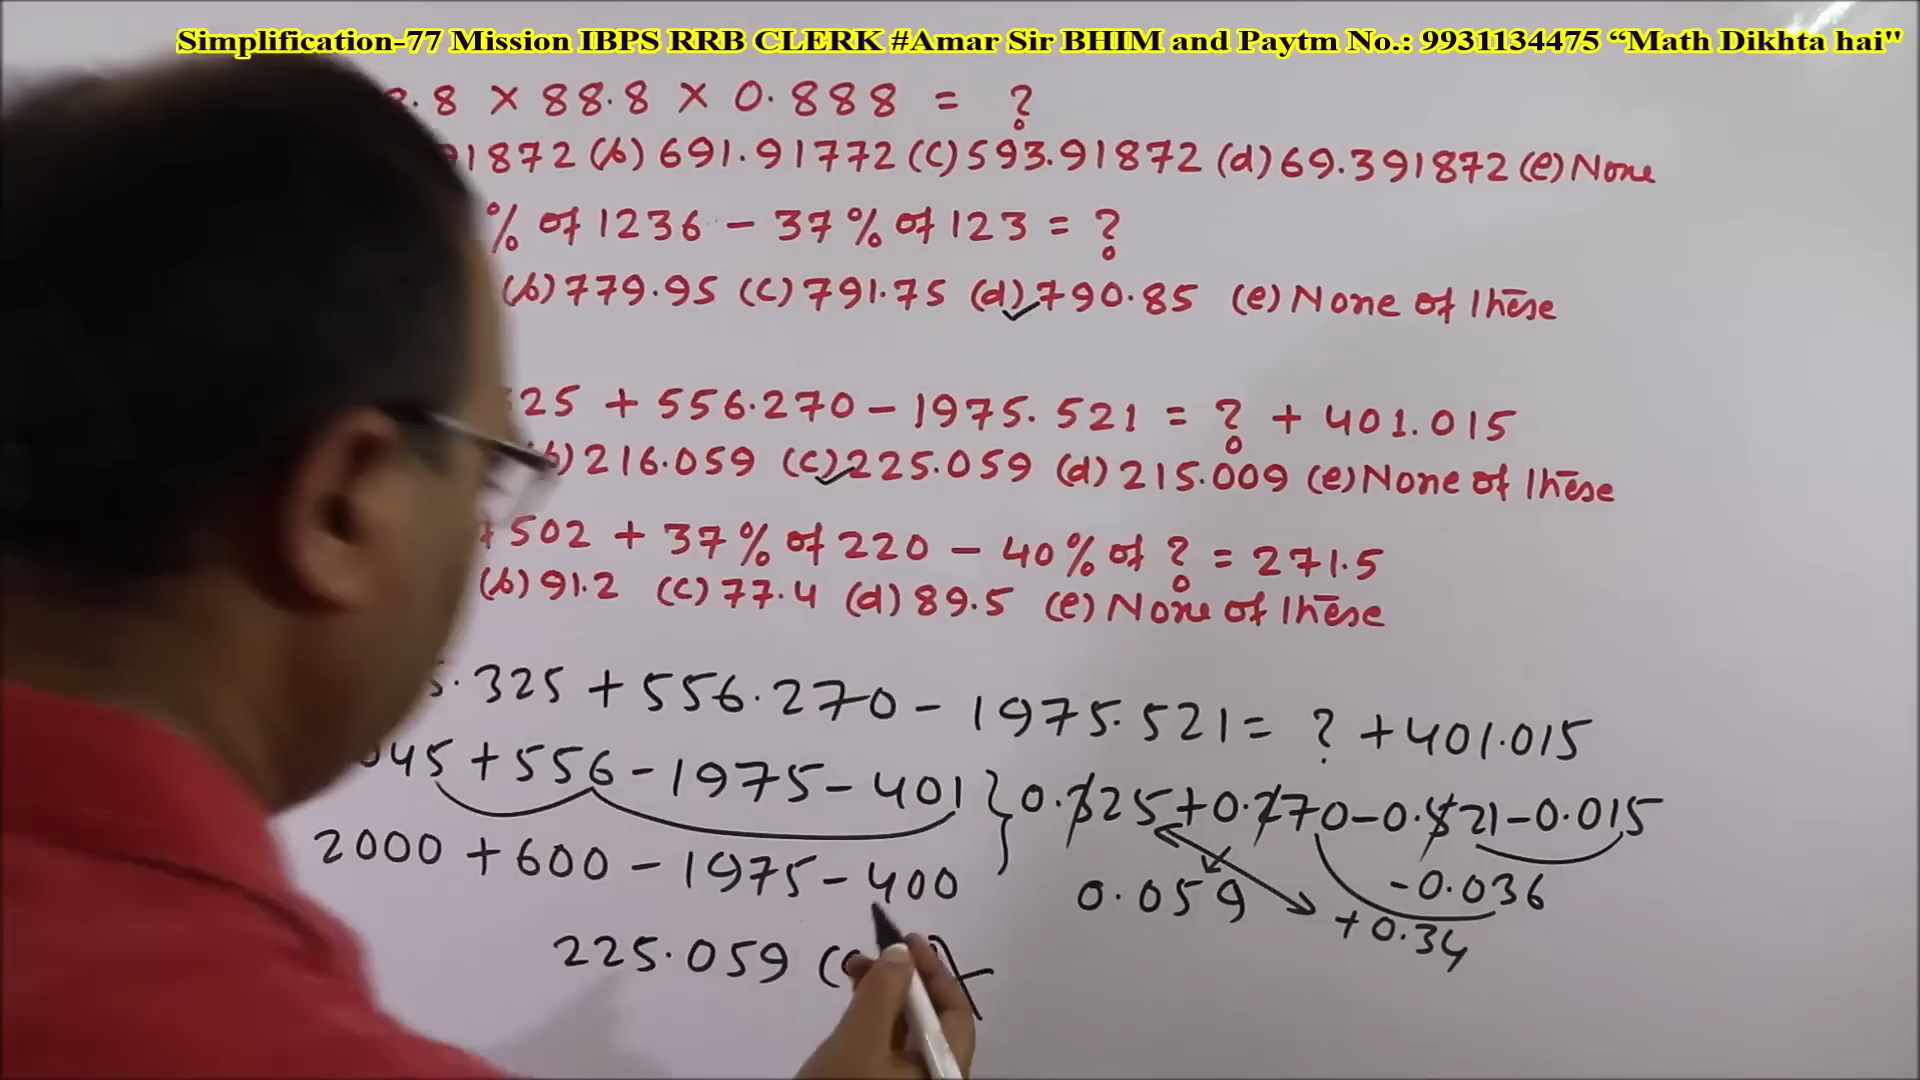 Simplification-77 Mission IBPS RRB CLERK #Amar Sir BHIM and Paytm No.: 9931134475 “Math Dikhta hai"
.8 × 88.8 × 0.888 = ?
91872 (b) 691.91772 (c) 593.91872 (d) 69.391872 (e) None
% of 1236 - 37% of 123 = ?
(b) 779.95 (c) 791.75 (d) 790.85 (e) None of these
25 + 556.270 - 1975.521 = ? + 401.015
b) 216.059 (c) 225.059 (d) 215.009 (e) None of these
502 + 37% of 220 - 40% of ? = 271.5
(b) 91.2 (c) 77.4 (d) 89.5 (e) None of these
5.325 + 556.270 - 1975.521 = ? + 401.015
045 + 556 - 1975 - 401 } 0.325 + 0.270 - 0.521 - 0.015
2000 + 600 - 1975 - 400
0.059
-0.036
+0.34
225.059 (c